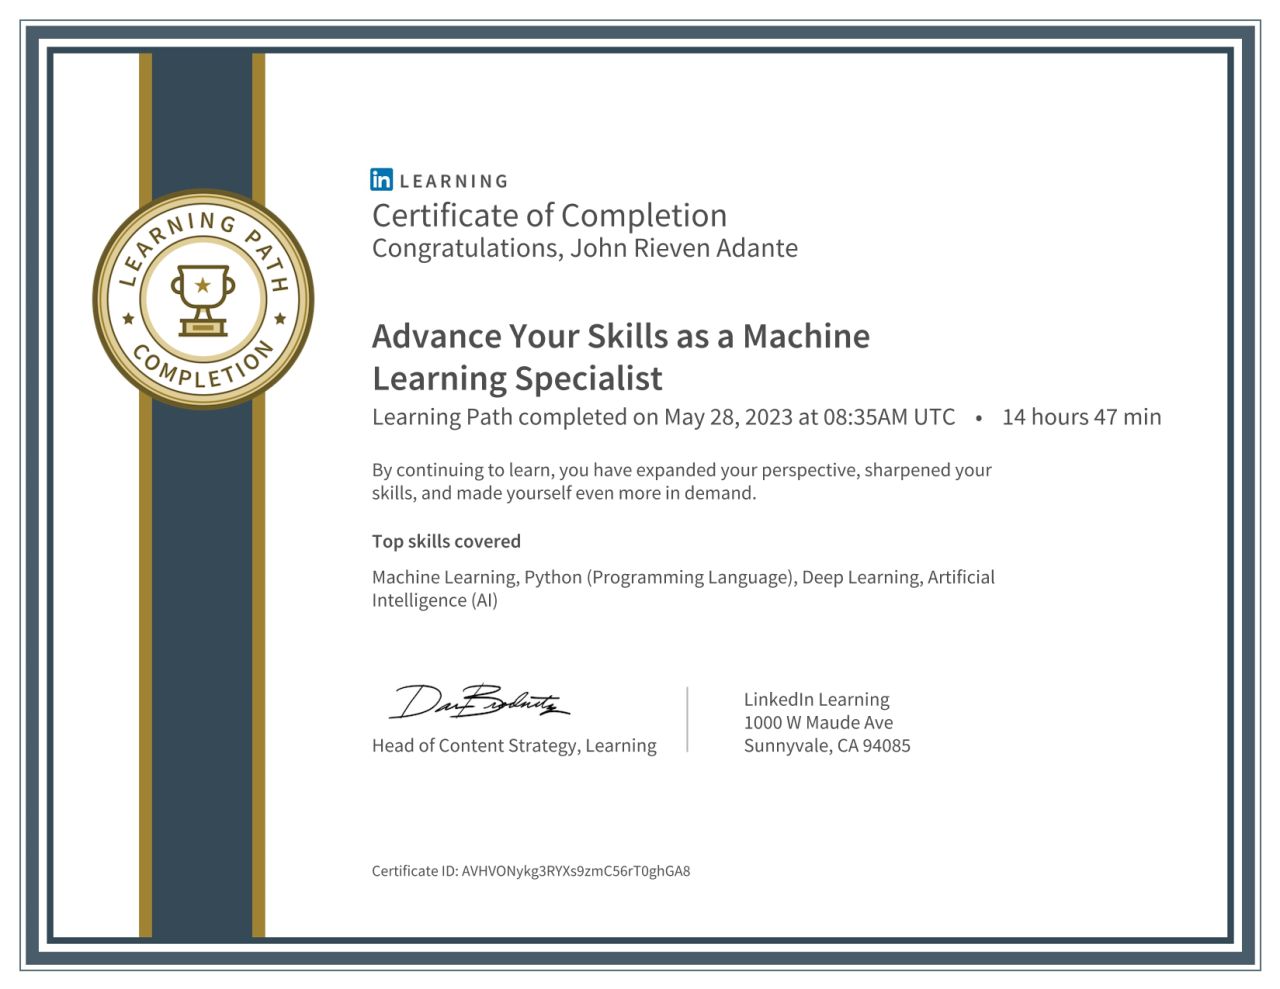 LEARNING PATH
COMPLETION
in LEARNING
Certificate of Completion
Congratulations, John Rieven Adante
Advance Your Skills as a Machine
Learning Specialist
Learning Path completed on May 28, 2023 at 08:35AM UTC • 14 hours 47 min
By continuing to learn, you have expanded your perspective, sharpened your
skills, and made yourself even more in demand.
Top skills covered
Machine Learning, Python (Programming Language), Deep Learning, Artificial
Intelligence (AI)
Dan Brodnitz
Head of Content Strategy, Learning
LinkedIn Learning
1000 W Maude Ave
Sunnyvale, CA 94085
Certificate ID: AVHVONykg3RYXs9zmC56rT0ghGA8